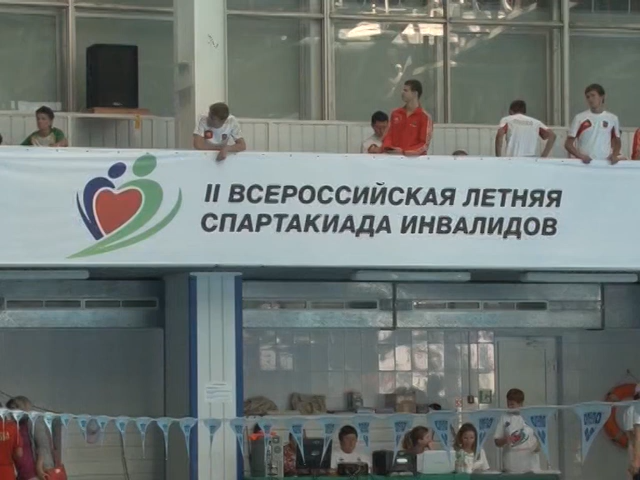 II ВСЕРОССИЙСКАЯ ЛЕТНЯЯ
СПАРТАКИАДА ИНВАЛИДОВ